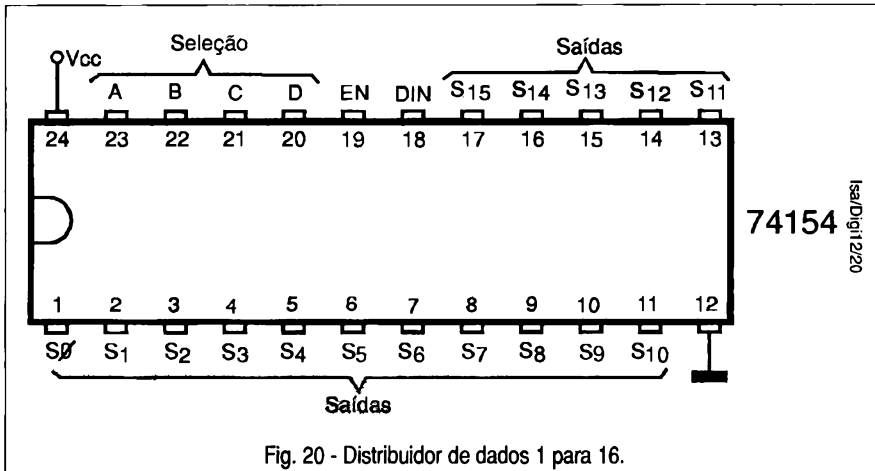 Seleção
Saídas
Vcc
A B C D EN DIN S15 S14 S13 S12 S11
24 23 22 21 20 19 18 17 16 15 14 13
74154
Isa/Digi12/20
1 2 3 4 5 6 7 8 9 10 11 12
S0 S1 S2 S3 S4 S5 S6 S7 S8 S9 S10
Saídas
Fig. 20 - Distribuidor de dados 1 para 16.